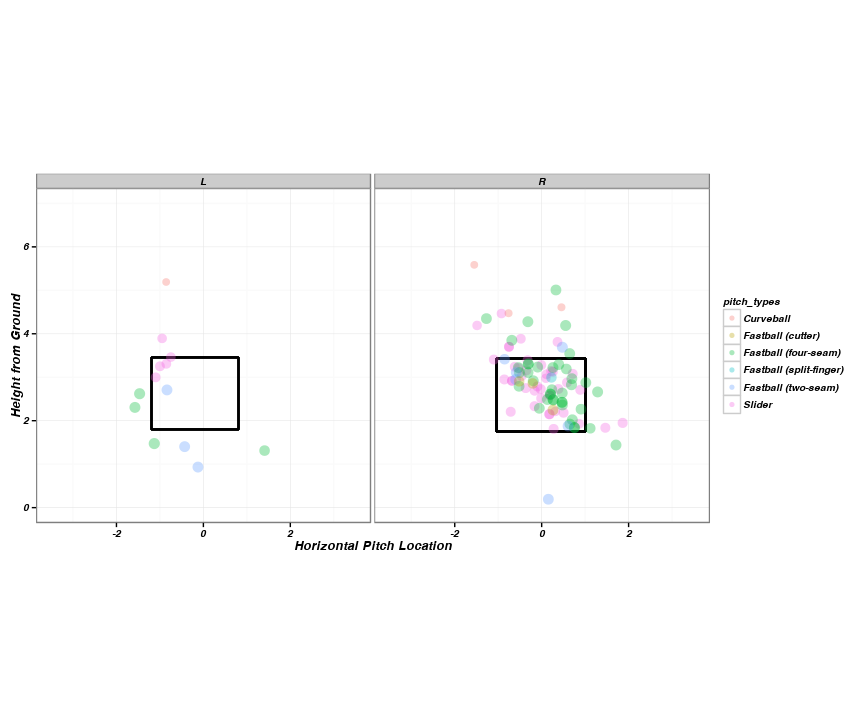 L R
6
4
2
0
-2 0 2 -2 0 2
Height from Ground
Horizontal Pitch Location
pitch_types
Curveball
Fastball (cutter)
Fastball (four-seam)
Fastball (split-finger)
Fastball (two-seam)
Slider